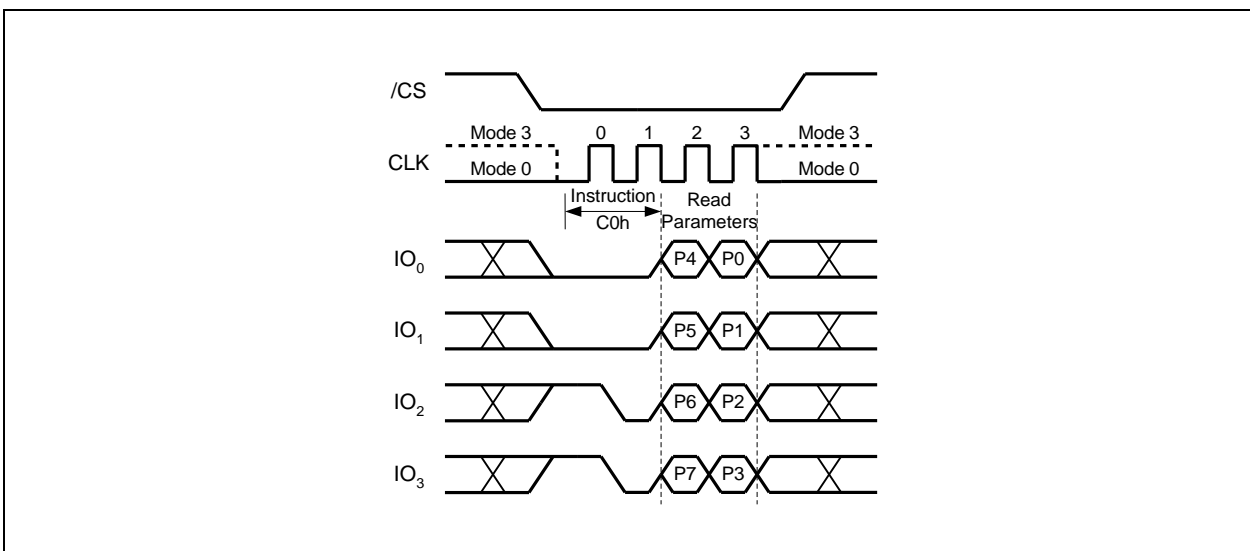 /CS
Mode 3 0 1 2 3 Mode 3
CLK
Mode 0 Mode 0
Instruction Read
C0h Parameters
IO0 P4 P0
IO1 P5 P1
IO2 P6 P2
IO3 P7 P3